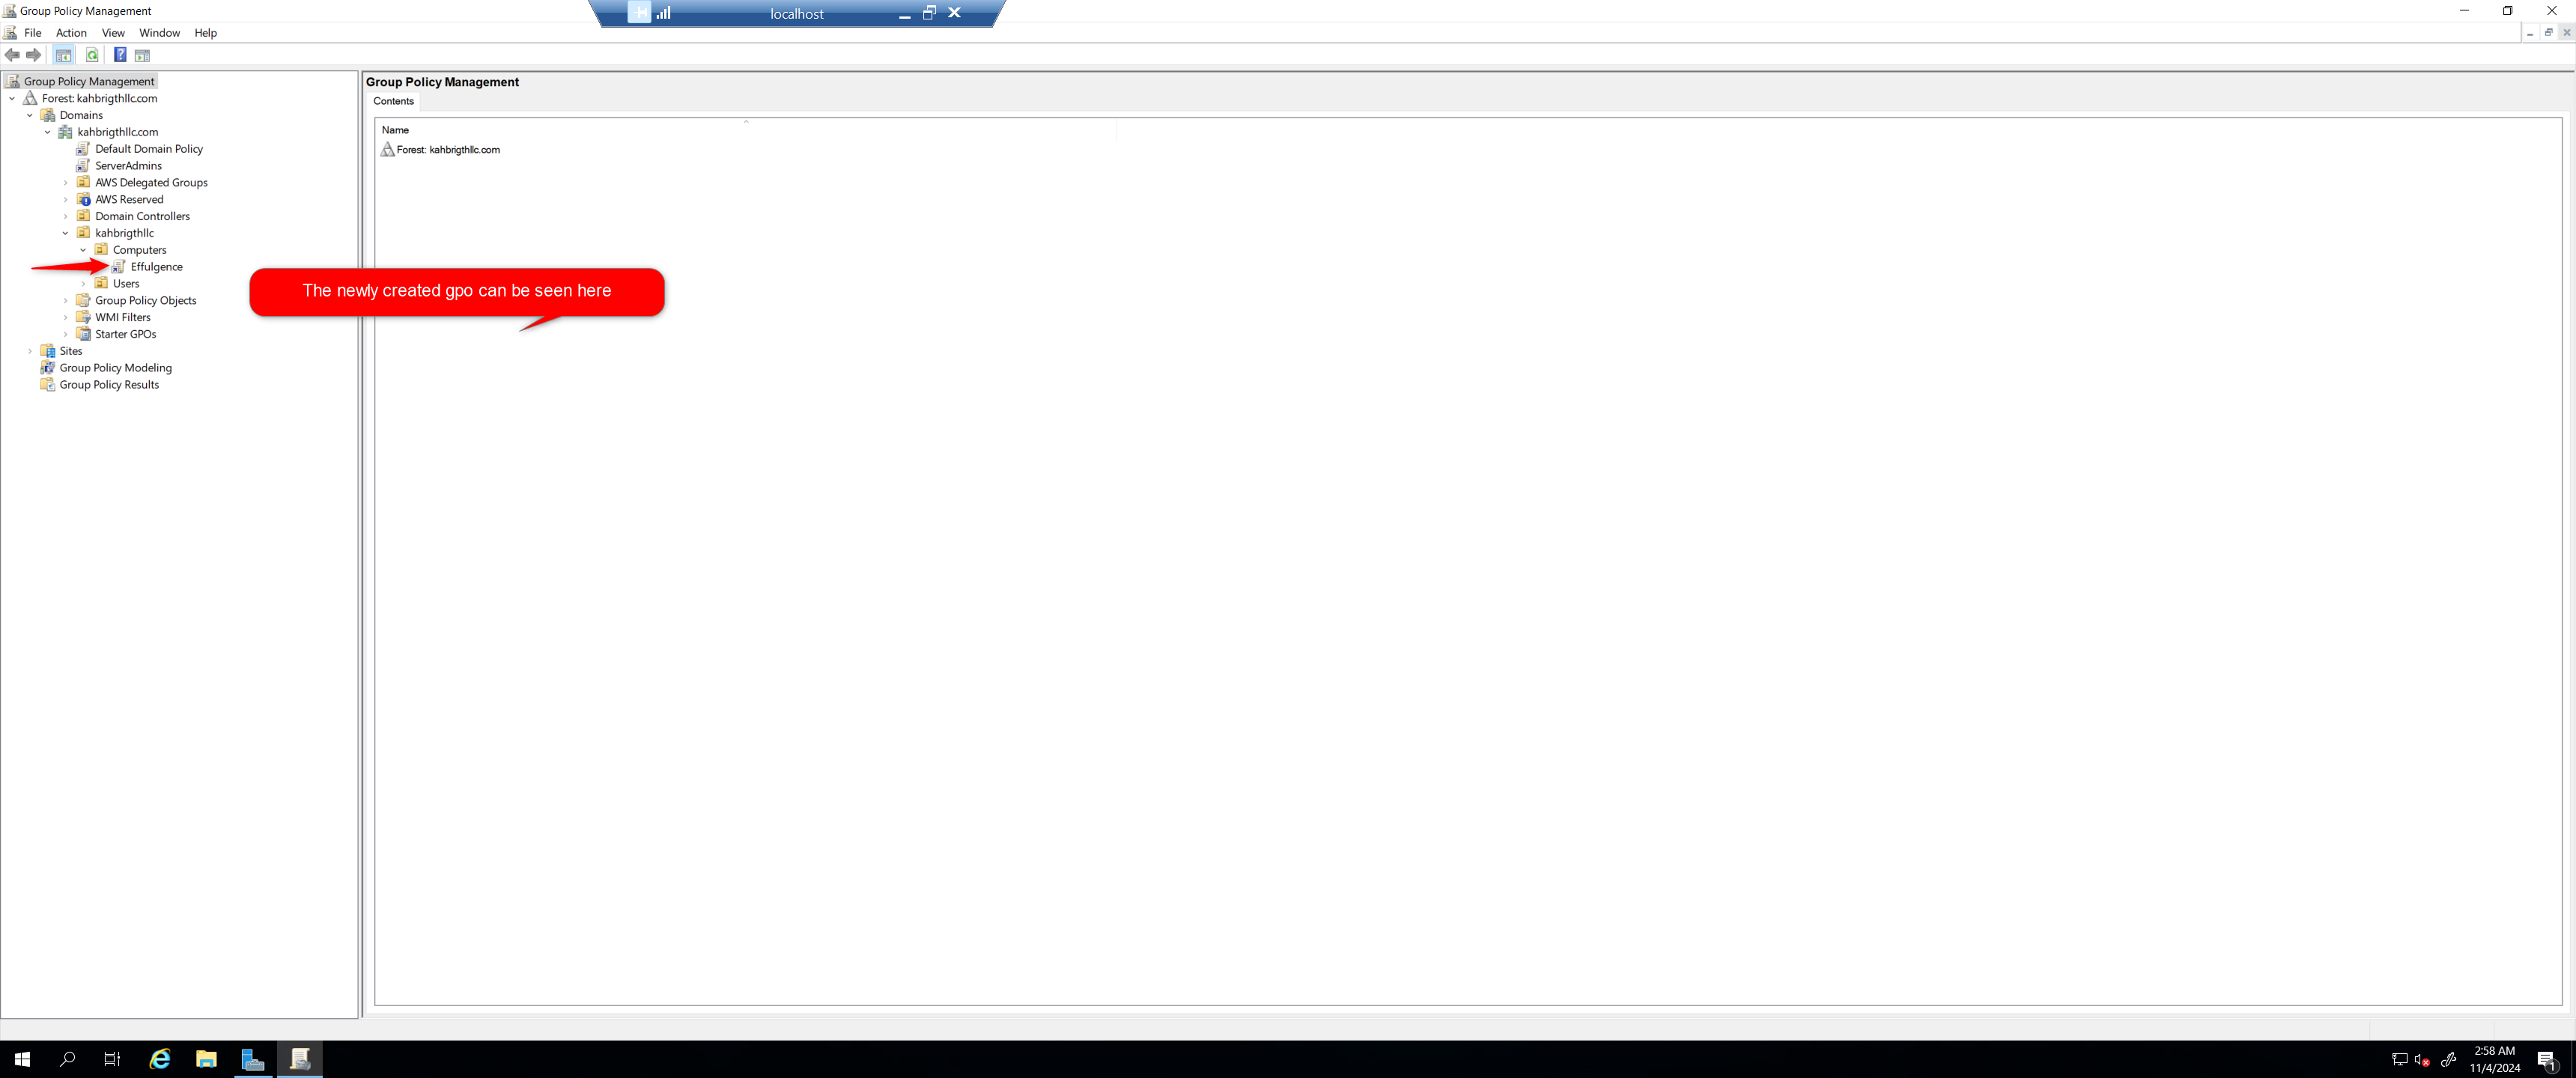 Group Policy Management
localhost
File Action View Window Help
Group Policy Management
Forest: kahbrigthllc.com
Domains
kahbrigthllc.com
Default Domain Policy
ServerAdmins
AWS Delegated Groups
AWS Reserved
Domain Controllers
kahbrigthllc
Computers
Effulgence
Users
Group Policy Objects
WMI Filters
Starter GPOs
Sites
Group Policy Modeling
Group Policy Results
Group Policy Management
Contents
Name
Forest: kahbrigthllc.com
The newly created gpo can be seen here
2:58 AM
11/4/2024
1